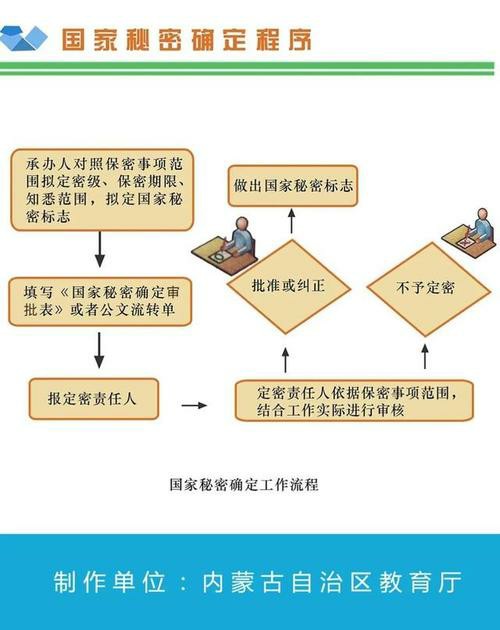 国家秘密确定程序
承办人对照保密事项范
围拟定密级、保密期限、
知悉范围，拟定国家秘
密标志
填写《国家秘密确定审
批表》或者公文流转单
报定密责任人
定密责任人依据保密事项范围，
结合工作实际进行审核
批准或纠正
做出国家秘密标志
不予定密
国家秘密确定工作流程
制作单位：内蒙古自治区教育厅